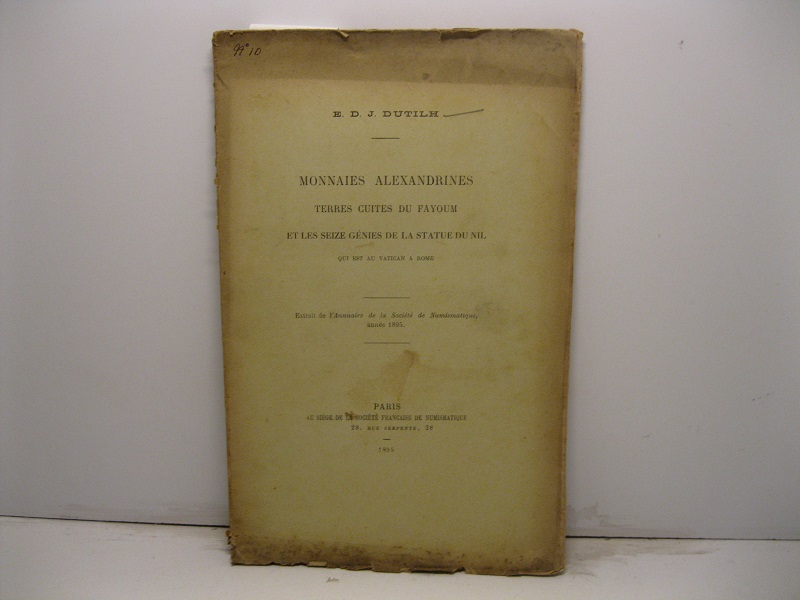 N° 10
E. D. J. DUTILH
MONNAIES ALEXANDRINES
TERRES CUITES DU FAYOUM
ET LES SEIZE GÉNIES DE LA STATUE DU NIL
QUI EST AU VATICAN A ROME
Extrait de l'Annuaire de la Société de Numismatique,
année 1895.
PARIS
AU SIÈGE DE LA SOCIÉTÉ FRANÇAISE DE NUMISMATIQUE
28, RUE SERPENTE, 28
1895